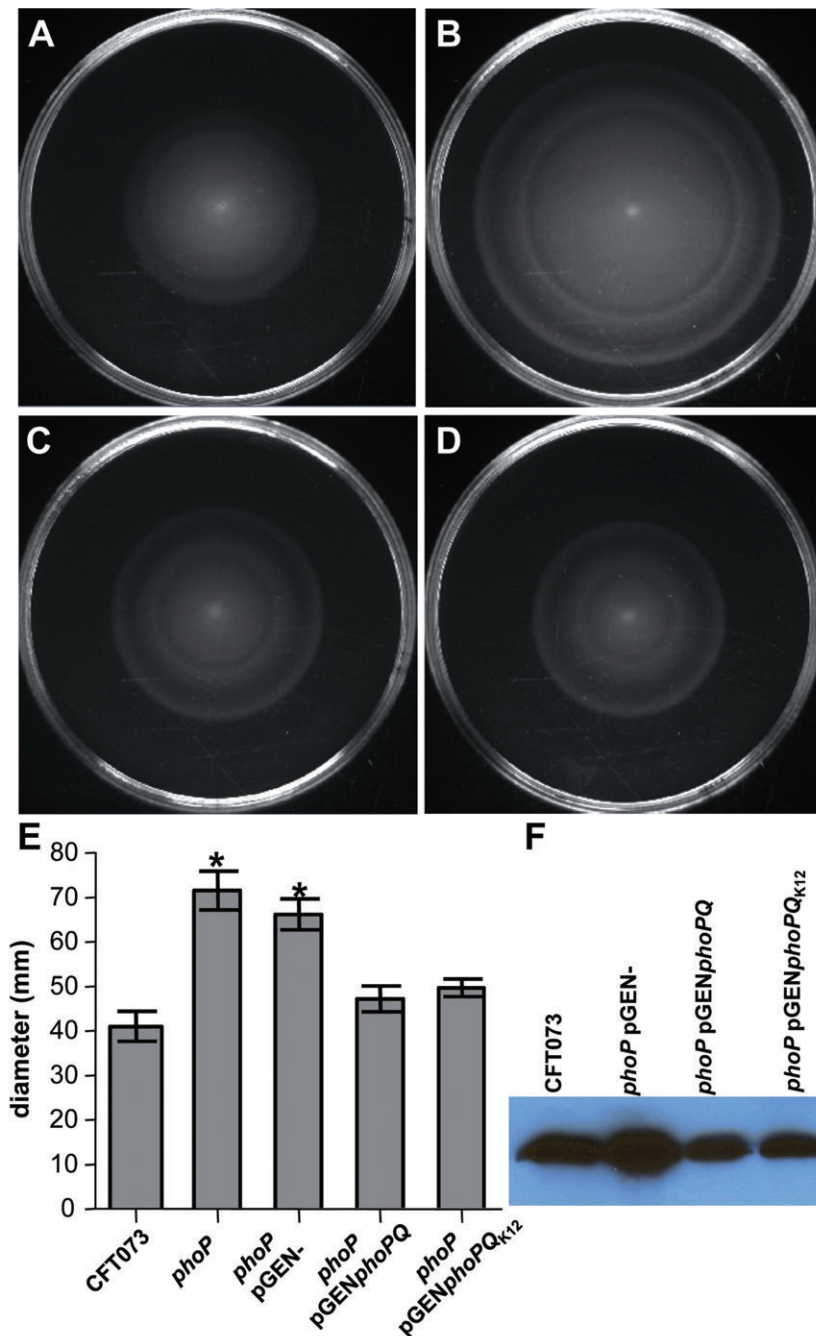 A
B
C
D
E
F
80
70
60
50
40
30
20
10
0
diameter (mm)
*
*
CFT073
phoP
phoP
pGEN-
phoP
pGENphoPQ
phoP
pGENphoPQK12
CFT073
phoP pGEN-
phoP pGENphoPQ
phoP pGENphoPQK12